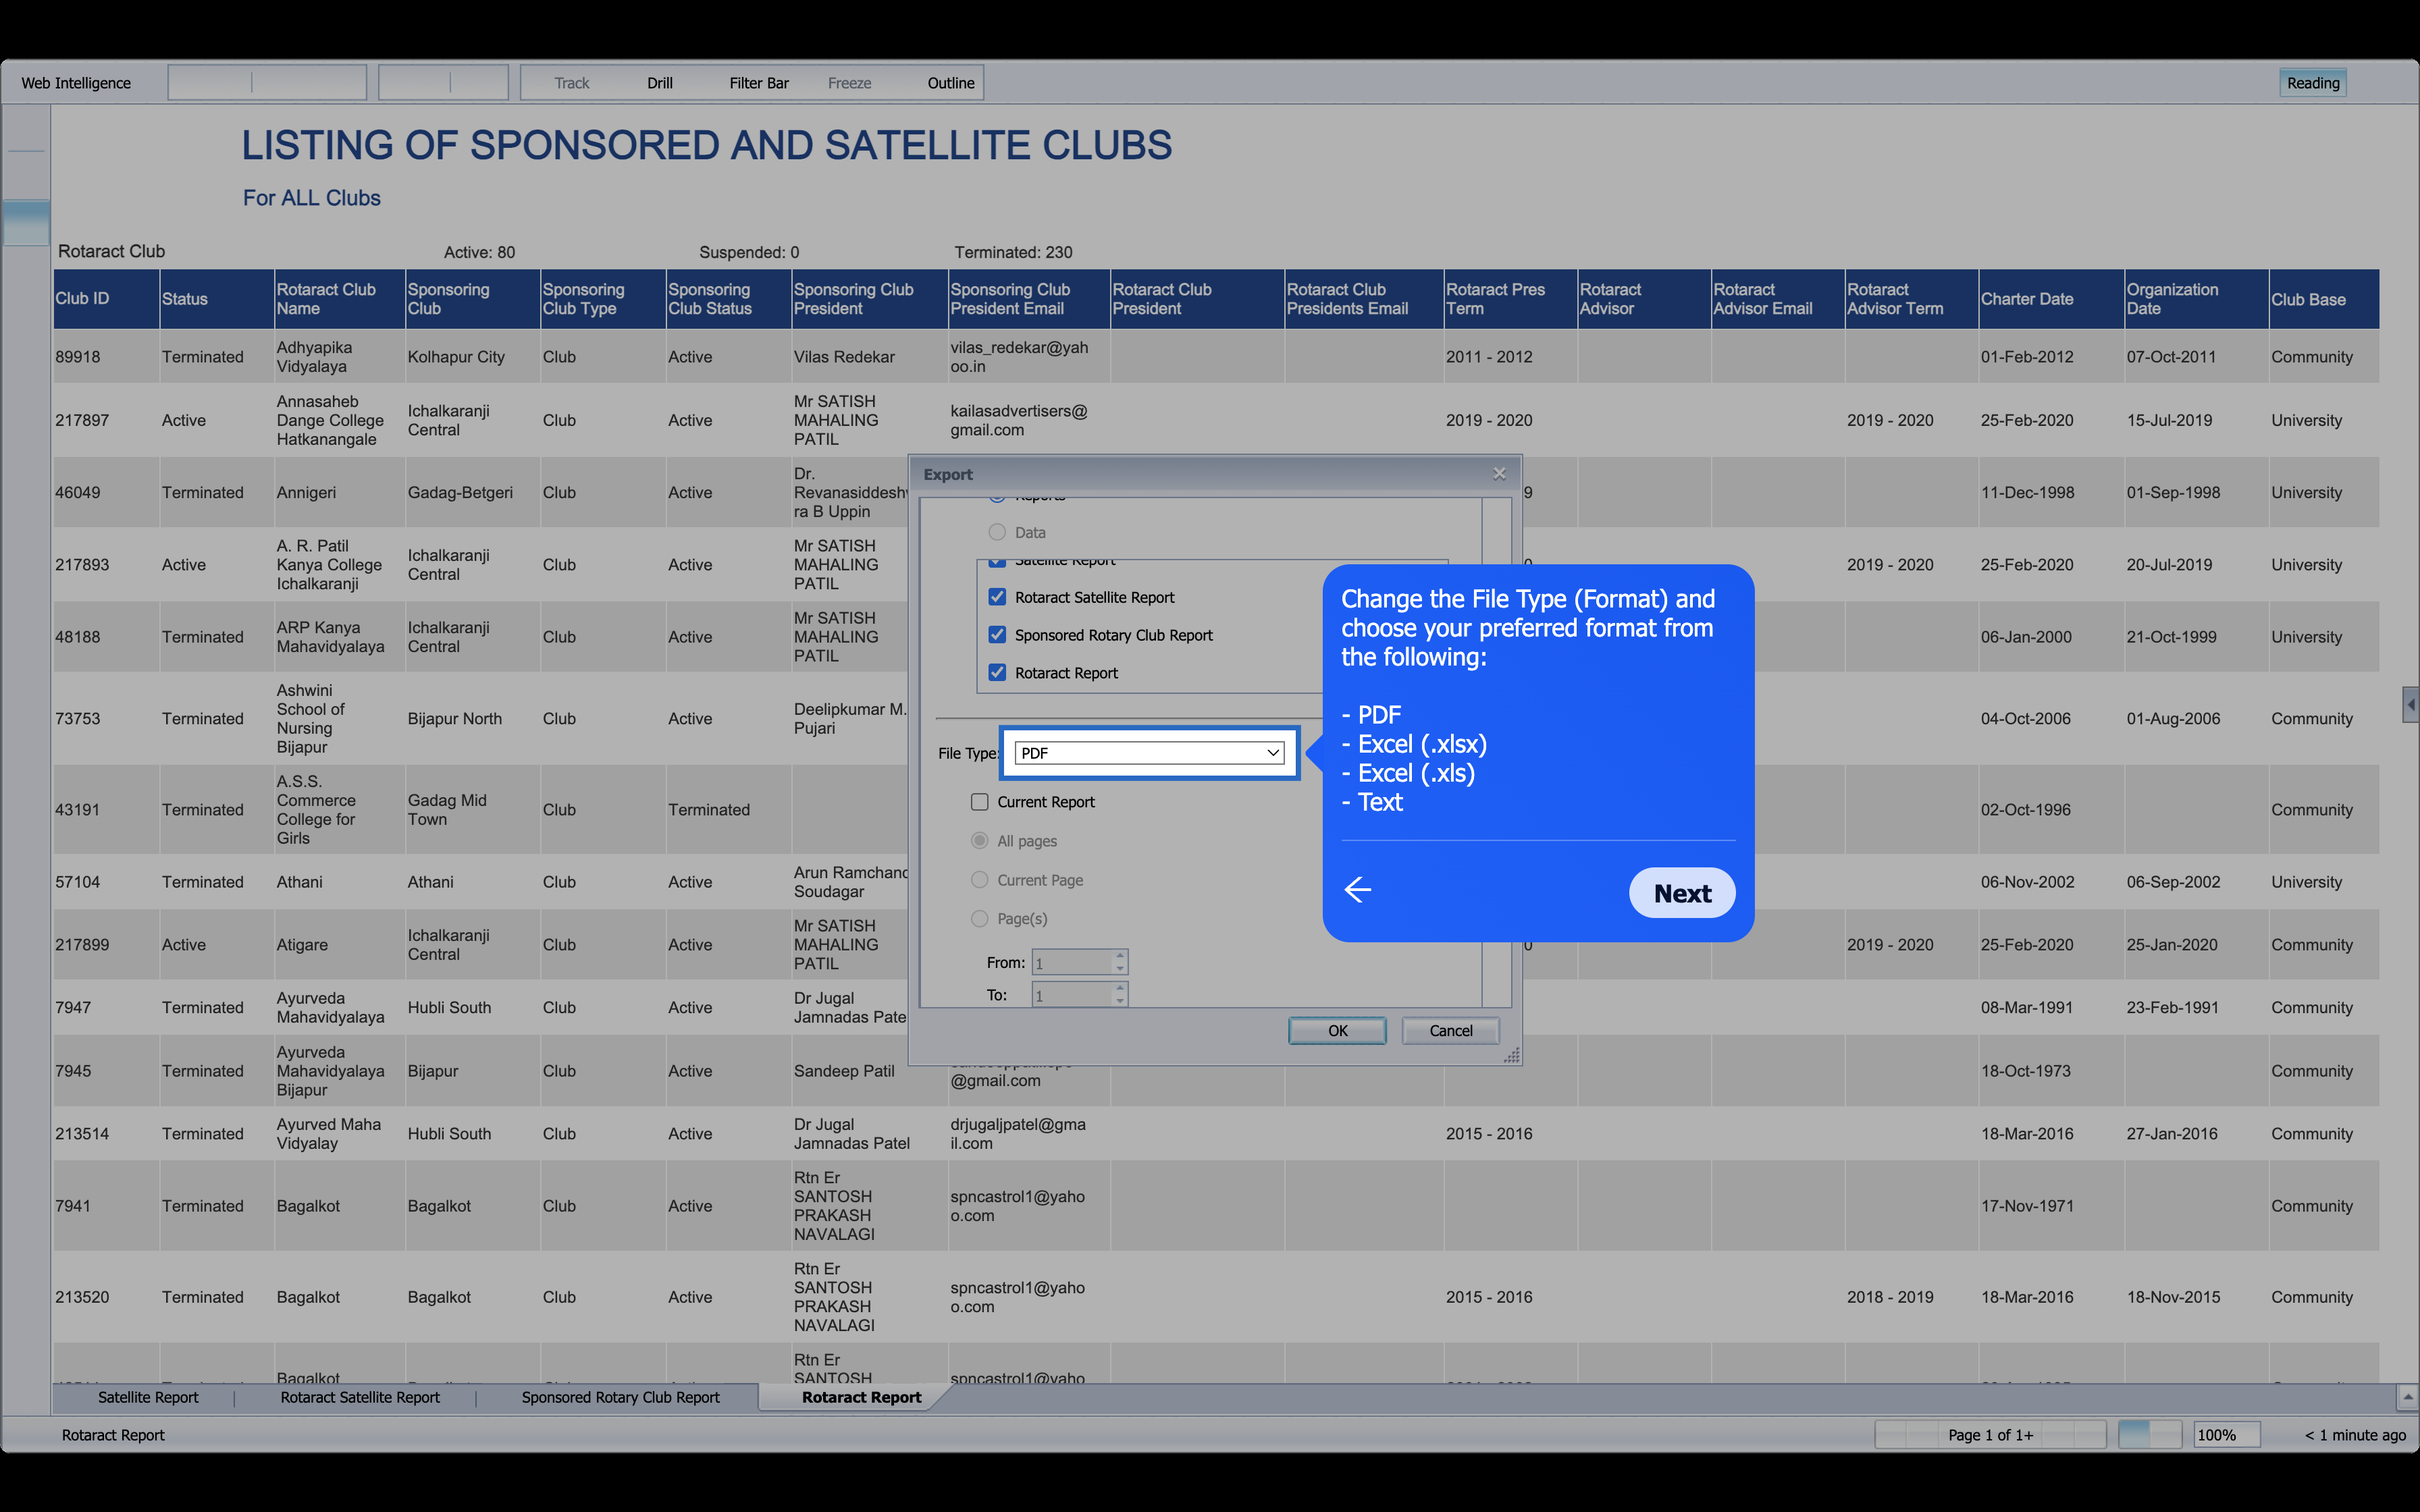 Web Intelligence Track Drill Filter Bar Freeze Outline Reading
LISTING OF SPONSORED AND SATELLITE CLUBS
For ALL Clubs
Rotaract Club Active: 80 Suspended: 0 Terminated: 230
Club ID Status Rotaract Club Name Sponsoring Club Sponsoring Club Type Sponsoring Club Status Sponsoring Club President Sponsoring Club President Email Rotaract Club President Rotaract Club Presidents Email Rotaract Pres Term Rotaract Advisor Rotaract Advisor Email Rotaract Advisor Term Charter Date Organization Date Club Base
89918 Terminated Adhyapika Vidyalaya Kolhapur City Club Active Vilas Redekar vilas_redekar@yahoo.in 2011 - 2012 01-Feb-2012 07-Oct-2011 Community
217897 Active Annasaheb Dange College Hatkanangale Ichalkaranji Central Club Active Mr SATISH MAHALING PATIL kailasadvertisers@gmail.com 2019 - 2020 2019 - 2020 25-Feb-2020 15-Jul-2019 University
46049 Terminated Annigeri Gadag-Betgeri Club Active Dr. Revanasiddeshw ra B Uppin 9 11-Dec-1998 01-Sep-1998 University
217893 Active A. R. Patil Kanya College Ichalkaranji Ichalkaranji Central Club Active Mr SATISH MAHALING PATIL 2019 - 2020 25-Feb-2020 20-Jul-2019 University
48188 Terminated ARP Kanya Mahavidyalaya Ichalkaranji Central Club Active Mr SATISH MAHALING PATIL 06-Jan-2000 21-Oct-1999 University
73753 Terminated Ashwini School of Nursing Bijapur Bijapur North Club Active Deelipkumar M. Pujari 04-Oct-2006 01-Aug-2006 Community
43191 Terminated A.S.S. Commerce College for Girls Gadag Mid Town Club Terminated 02-Oct-1996 Community
57104 Terminated Athani Athani Club Active Arun Ramchand Soudagar 06-Nov-2002 06-Sep-2002 University
217899 Active Atigare Ichalkaranji Central Club Active Mr SATISH MAHALING PATIL 0 2019 - 2020 25-Feb-2020 25-Jan-2020 Community
7947 Terminated Ayurveda Mahavidyalaya Hubli South Club Active Dr Jugal Jamnadas Pate 08-Mar-1991 23-Feb-1991 Community
7945 Terminated Ayurveda Mahavidyalaya Bijapur Bijapur Club Active Sandeep Patil @gmail.com 18-Oct-1973 Community
213514 Terminated Ayurved Maha Vidyalay Hubli South Club Active Dr Jugal Jamnadas Patel drjugaljpatel@gmail.com 2015 - 2016 18-Mar-2016 27-Jan-2016 Community
7941 Terminated Bagalkot Bagalkot Club Active Rtn Er SANTOSH PRAKASH NAVALAGI spncastrol1@yahoo.com 17-Nov-1971 Community
213520 Terminated Bagalkot Bagalkot Club Active Rtn Er SANTOSH PRAKASH NAVALAGI spncastrol1@yahoo.com 2015 - 2016 2018 - 2019 18-Mar-2016 18-Nov-2015 Community
Bagalkot Rtn Er SANTOSH spncastrol1@yaho
Export
Reports
Data
Satellite Report
Rotaract Satellite Report
Sponsored Rotary Club Report
Rotaract Report
File Type: PDF
Current Report
All pages
Current Page
Page(s)
From: 1
To: 1
OK Cancel
Change the File Type (Format) and
choose your preferred format from
the following:
- PDF
- Excel (.xlsx)
- Excel (.xls)
- Text
Next
Satellite Report | Rotaract Satellite Report | Sponsored Rotary Club Report Rotaract Report
Rotaract Report Page 1 of 1+ 100% < 1 minute ago